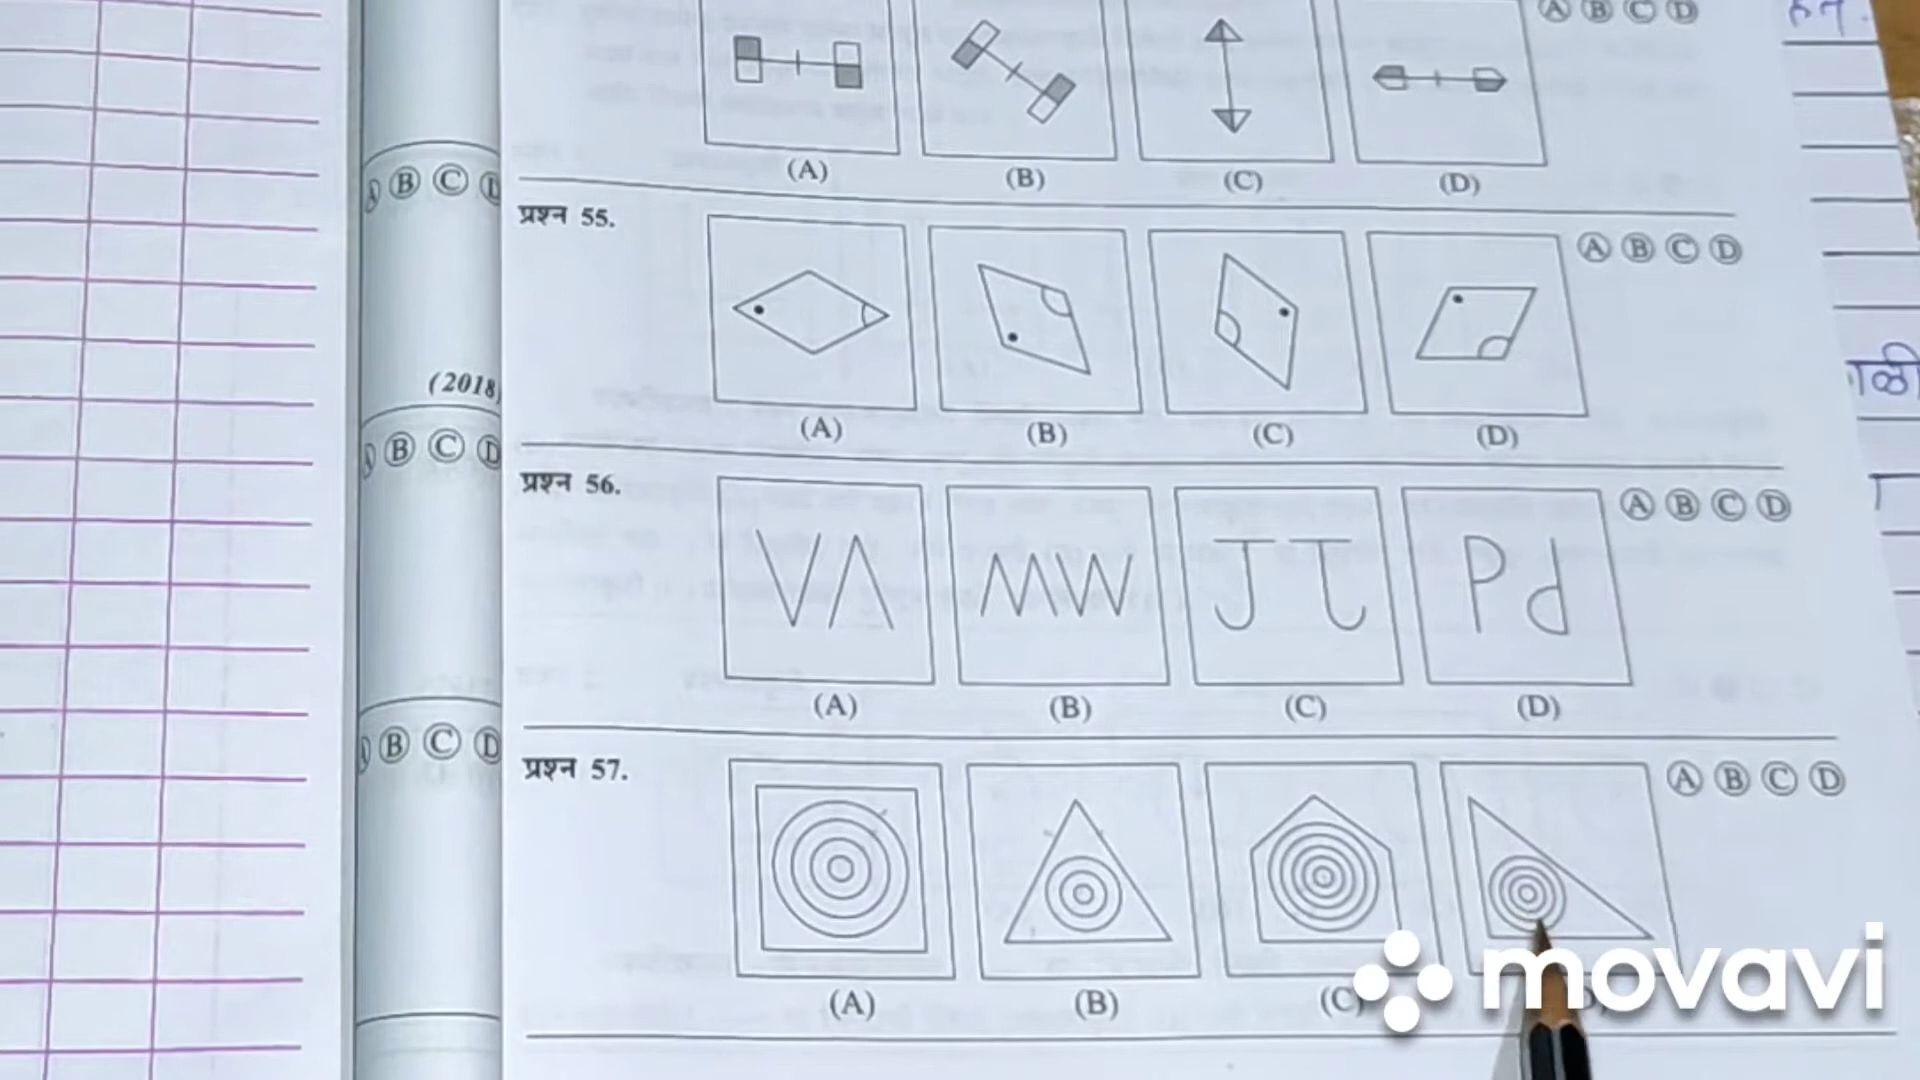 A B C D
(A) (B) (C) (D)
प्रश्न 55.
A B C D
(A) (B) (C) (D)
प्रश्न 56.
A B C D
V Λ
M W
J
P d
(A) (B) (C) (D)
प्रश्न 57.
A B C D
(A) (B) (C)
B C
(2018)
B C D
B C D
movavi